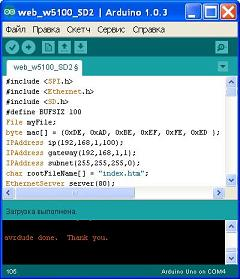 web_w5100_SD2 | Arduino 1.0.3
Файл Правка Скетч Сервис Справка
web_w5100_SD2 §
#include <SPI.h>
#include <Ethernet.h>
#include <SD.h>
#define BUFSIZ 100
File myFile;
byte mac[] = {0xDE, 0xAD, 0xBE, 0xEF, 0xFE, 0xED };
IPAddress ip(192,168,1,100);
IPAddress gateway(192,168,1,1);
IPAddress subnet(255,255,255,0);
char rootFileName[] = "index.htm";
EthernetServer server(80);
Загрузка выполнена.
avrdude done.  Thank you.
105
Arduino Uno on COM4